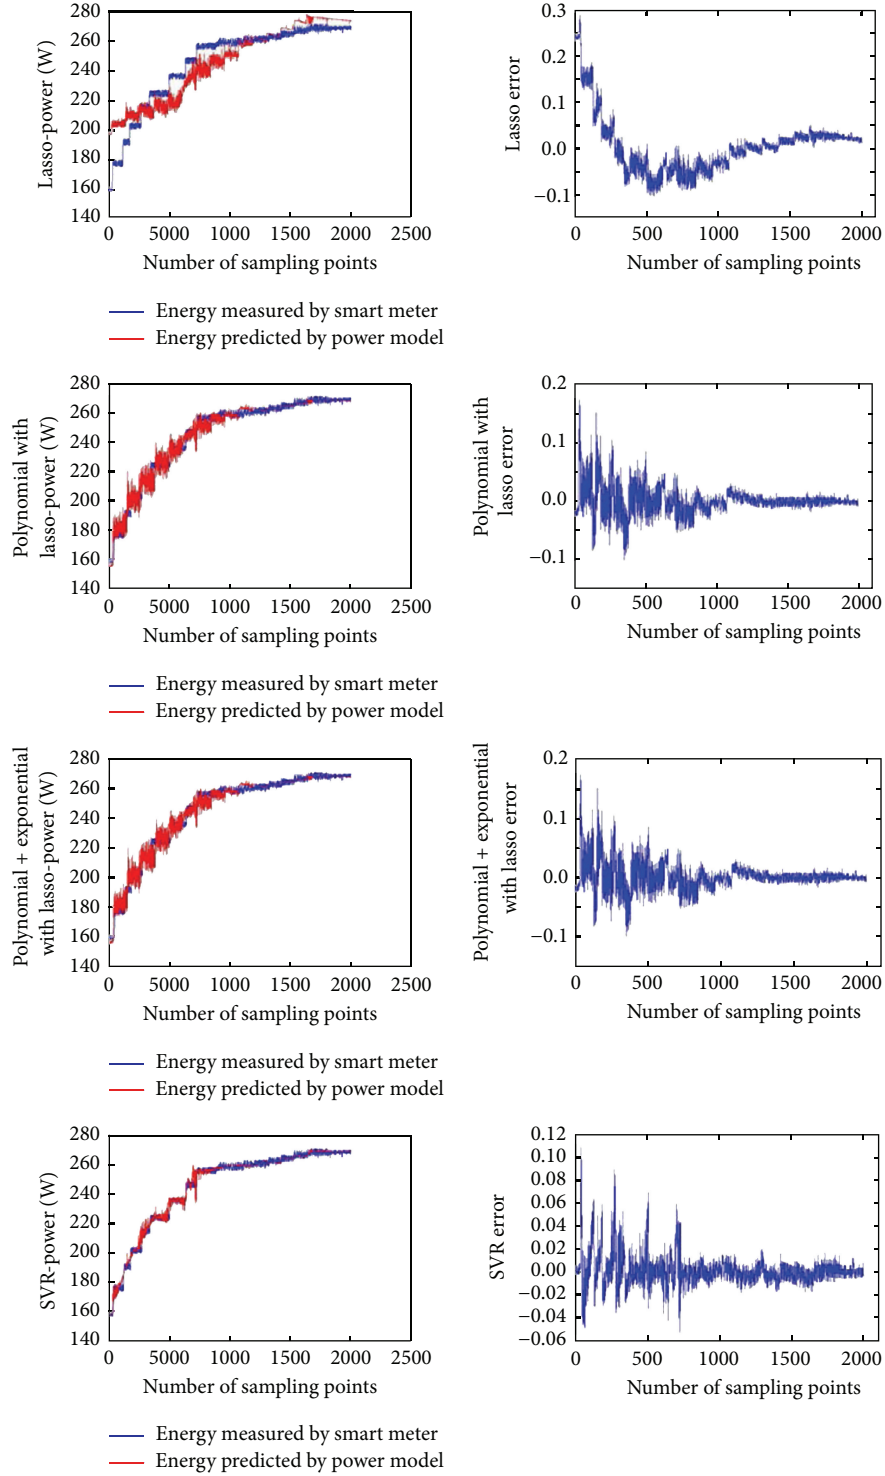 280
260
240
220
200
180
160
140
Lasso-power (W)
0 5000 1000 1500 2000 2500
Number of sampling points
Energy measured by smart meter
Energy predicted by power model
0.3
0.2
0.1
0.0
−0.1
Lasso error
0 500 1000 1500 2000
Number of sampling points
280
260
240
220
200
180
160
140
Polynomial with
lasso-power (W)
0 5000 1000 1500 2000 2500
Number of sampling points
Energy measured by smart meter
Energy predicted by power model
0.2
0.1
0.0
−0.1
Polynomial with
lasso error
0 500 1000 1500 2000
Number of sampling points
280
260
240
220
200
180
160
140
Polynomial + exponential
with lasso-power (W)
0 5000 1000 1500 2000 2500
Number of sampling points
Energy measured by smart meter
Energy predicted by power model
0.2
0.1
0.0
−0.1
Polynomial + exponential
with lasso error
0 500 1000 1500 2000
Number of sampling points
280
260
240
220
200
180
160
140
SVR-power (W)
0 5000 1000 1500 2000 2500
Number of sampling points
Energy measured by smart meter
Energy predicted by power model
0.12
0.10
0.08
0.06
0.04
0.02
0.00
−0.02
−0.04
−0.06
SVR error
0 500 1000 1500 2000
Number of sampling points